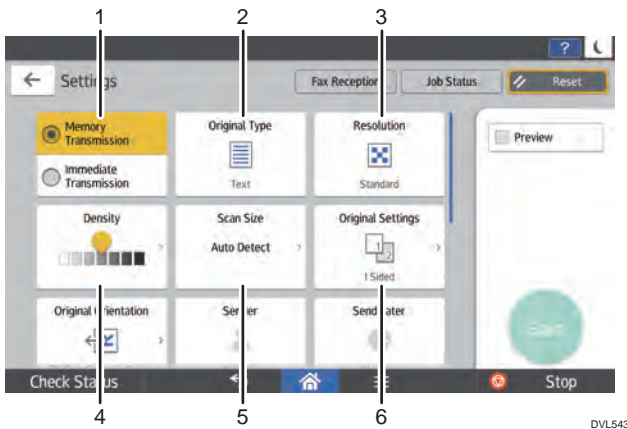 1 2 3
?
Settings
Fax Reception
Job Status
Reset
Memory
Transmission
Immediate
Transmission
Original Type
Text
Resolution
Standard
Preview
Density
Scan Size
Auto Detect
Original Settings
1
2
1 Sided
Original Orientation
Sender
Send Later
Start
Check Status
Stop
4 5 6
DVL543